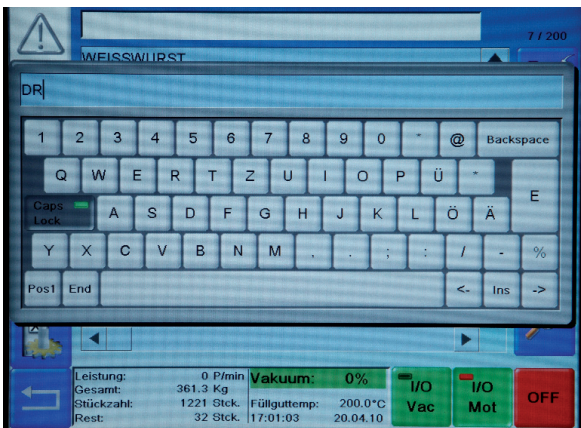 7 / 200
WEISSWURST
DR
1 2 3 4 5 6 7 8 9 0 @ Backspace
Q W E R T Z U I O P Ü * E
Caps Lock A S D F G H J K L Ö Ä
Y X C V B N M , . ; : / - %
Pos1 End <- Ins ->
Leistung: 0 P/min Vakuum: 0%
Gesamt: 361.3 Kg
Stückzahl: 1221 Stck. Füllguttemp: 200.0°C
Rest: 32 Stck. 17:01:03 20.04.10
I/O Vac
I/O Mot
OFF